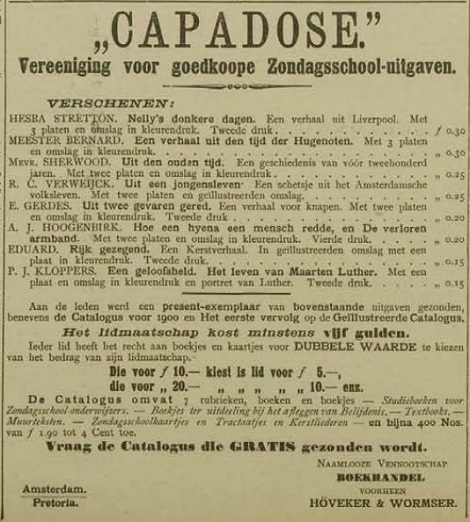 „CAPADOSE.”
Vereeniging voor goedkoope Zondagsschool-uitgaven.
VERSCHENEN:
HESBA STRETTON. Nelly's donkere dagen. Een verhaal uit Liverpool. Met
3 platen en omslag in kleurendruk. Tweede druk . . . . . . . . f 0.30
MEESTER BERNARD. Een verhaal uit den tijd der Hugenoten. Met 3 platen
en omslag in kleurendruk . . . . . . . . . . . . . „ 0.30
Mevr. SHERWOOD. Uit den ouden tijd. Een geschiedenis van vóór tweehonderd
jaren. Met twee platen en omslag in kleurendruk . . . . . . . . „ 0.25
R. C. VERWEIJCK. Uit een jongensleven. Een schetsje uit het Amsterdamsche
volksleven. Met twee platen en geïllustreerden omslag. . . . . . . „ 0.25
E. GERDES. Uit twee gevaren gered. Een verhaal voor knapen. Met twee platen
en omslag in kleurendruk. Tweede druk . . . . . . . . . . „ 0.20
A. J. HOOGENBIRK. Hoe een hyena een mensch redde, en De verloren
armband. Met twee platen en omslag in kleurendruk. Vierde druk . . . „ 0.20
EDUARD. Rijk gezegend. Een Kerstverhaal. In geïllustreerden omslag met een
plaat in kleurendruk. Tweede druk. . . . . . . . . . . . „ 0.15
P. J. KLOPPERS. Een geloofsheld. Het leven van Maarten Luther. Met een
plaat en omslag in kleurendruk en portret van Luther. Tweede druk. . . . „ 0.15
Aan de leden werd een present-exemplaar van bovenstaande uitgaven gezonden,
benevens de Catalogus voor 1900 en Het eerste vervolg op de Geïllustreerde Catalogus.
Het lidmaatschap kost minstens vijf gulden.
Ieder lid heeft het recht aan boekjes en kaartjes voor DUBBELE WAARDE te kiezen
van het bedrag van zijn lidmaatschap.
Die voor f 10.— kiest is lid voor f 5.—,
die voor „ 20.— „ „ „ „ „ 10.— enz.
De Catalogus omvat 7 rubrieken, boeken en boekjes — Studieboeken voor
Zondagsschool-onderwijzers. — Boekjes ter uitdeeling bij het afleggen van Belijdenis. — Textboeks. —
Muurteksten. — Zondagsschoolkaartjes en Tractaatjes en Kerstliederen — en bijna 400 Nos.
van f 1.90 tot 4 Cent toe.
Vraag de Catalogus die GRATIS gezonden wordt.
Naamlooze Vennootschap
BOEKHANDEL
VOORHEEN
HÖVEKER & WORMSER.
Amsterdam.
Pretoria.